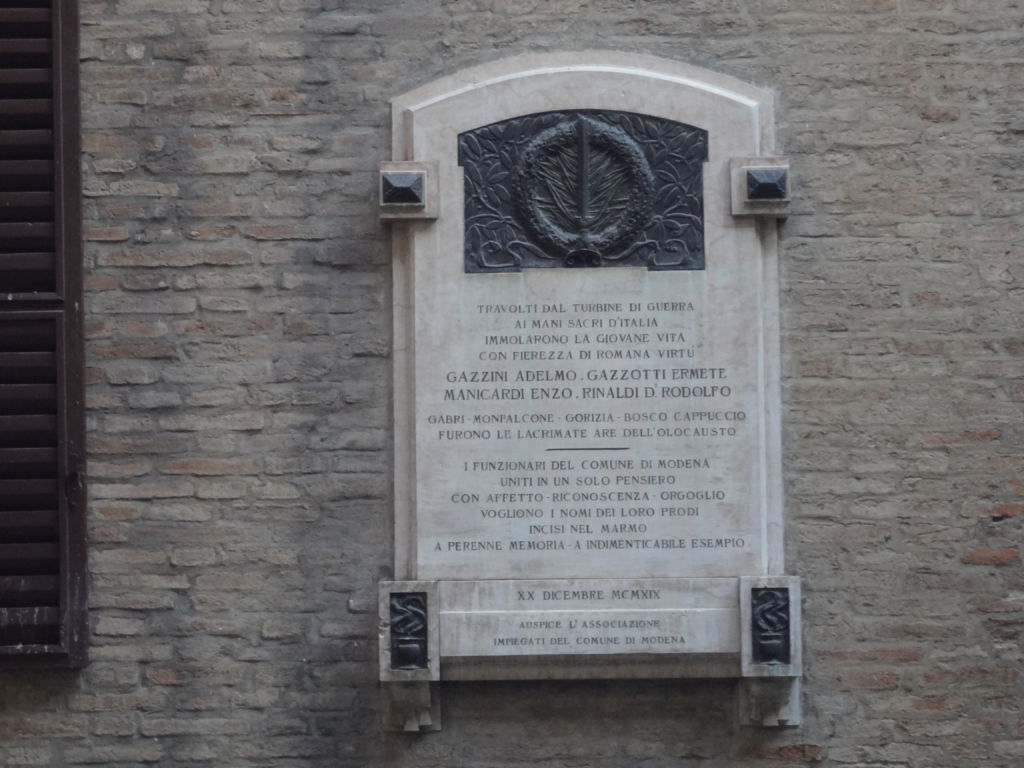 TRAVOLTI DAL TURBINE DI GUERRA
AI MANI SACRI D'ITALIA
IMMOLARONO LA GIOVANE VITA
CON FIEREZZA DI ROMANA VIRTÚ
GAZZINI ADELMO . GAZZOTTI ERMETE
MANICARDI ENZO . RINALDI D.R RODOLFO
GABRI - MONFALCONE - GORIZIA - BOSCO CAPPUCCIO
FURONO LE LACRIMATE ARE DELL'OLOCAUSTO
I FUNZIONARI DEL COMUNE DI MODENA
UNITI IN UN SOLO PENSIERO
CON AFFETTO - RICONOSCENZA - ORGOGLIO
VOGLIONO I NOMI DEI LORO PRODI
INCISI NEL MARMO
A PERENNE MEMORIA - A INDIMENTICABILE ESEMPIO.
XX DICEMBRE MCMXIX
AUSPICE L'ASSOCIAZIONE
IMPIEGATI DEL COMUNE DI MODENA